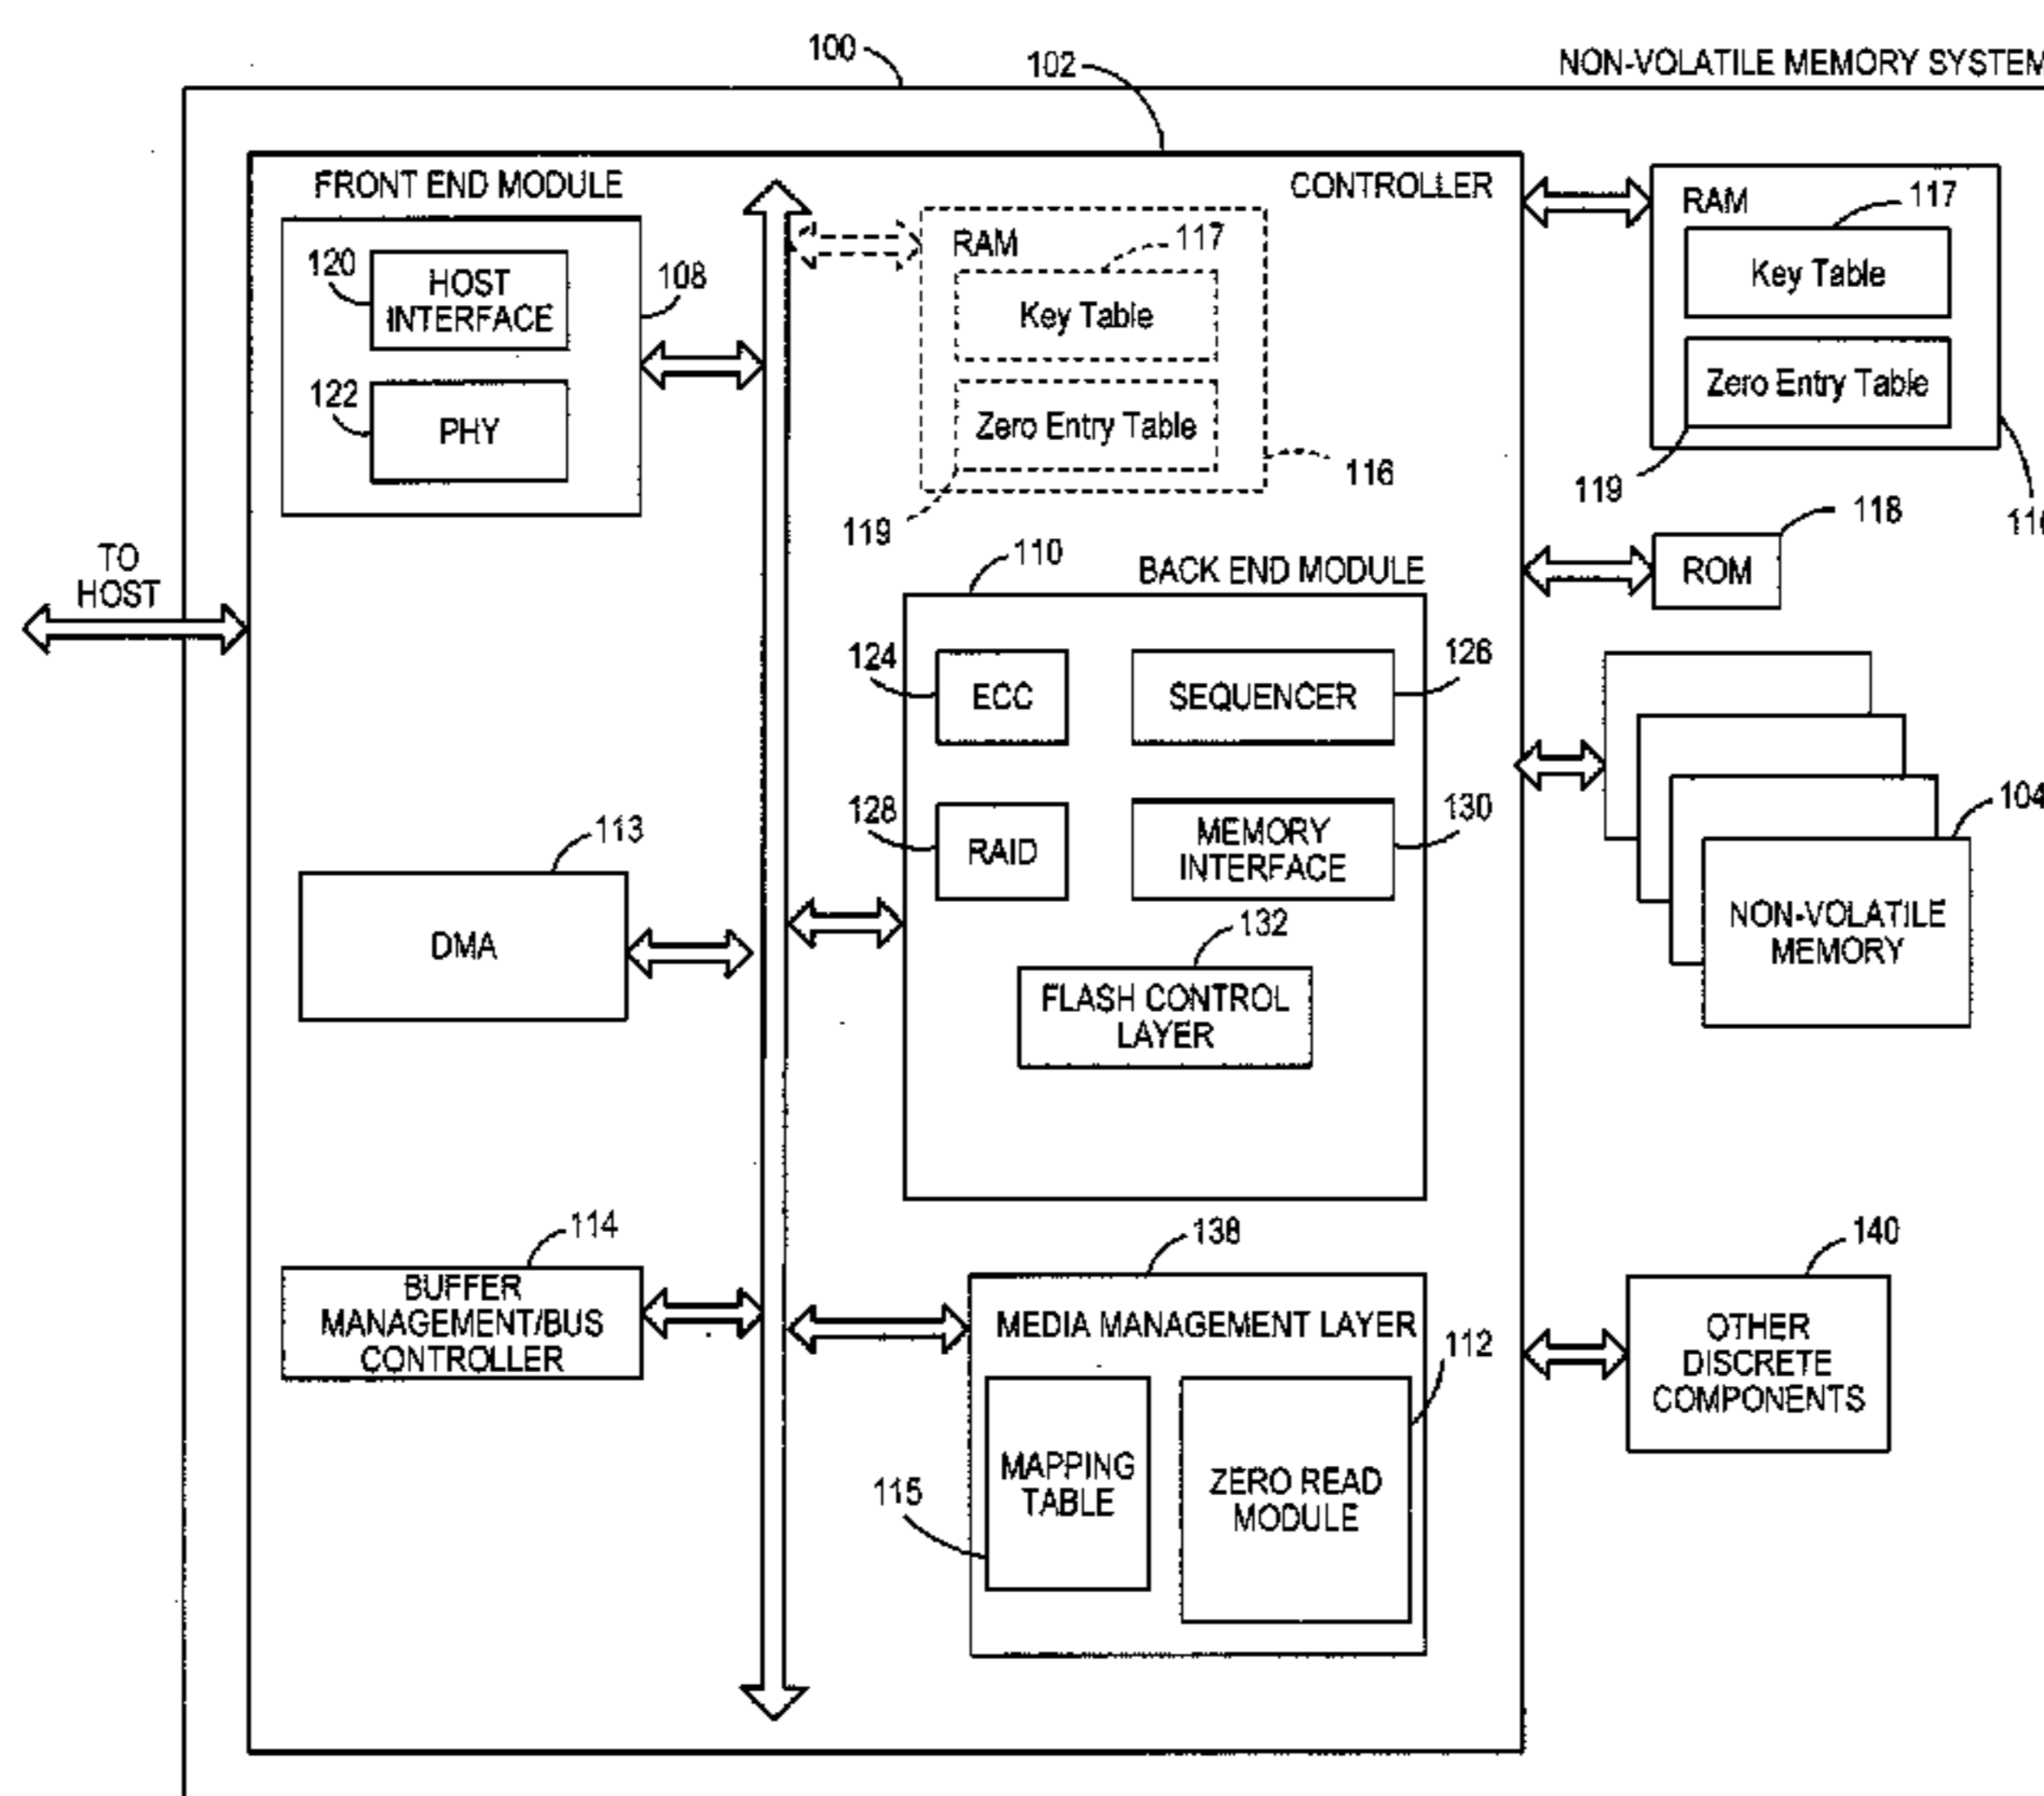 100
102
NON-VOLATILE MEMORY SYSTEM
FRONT END MODULE
CONTROLLER
120
HOST
INTERFACE
108
122
PHY
RAM
117
Key Table
Zero Entry Table
116
119
RAM
117
Key Table
Zero Entry Table
119
118
ROM
TO
HOST
110
BACK END MODULE
124
ECC
SEQUENCER
126
128
RAID
MEMORY
INTERFACE
130
132
FLASH CONTROL
LAYER
104
NON-VOLATILE
MEMORY
113
DMA
114
BUFFER
MANAGEMENT/BUS
CONTROLLER
138
MEDIA MANAGEMENT LAYER
112
115
MAPPING
TABLE
ZERO READ
MODULE
140
OTHER
DISCRETE
COMPONENTS